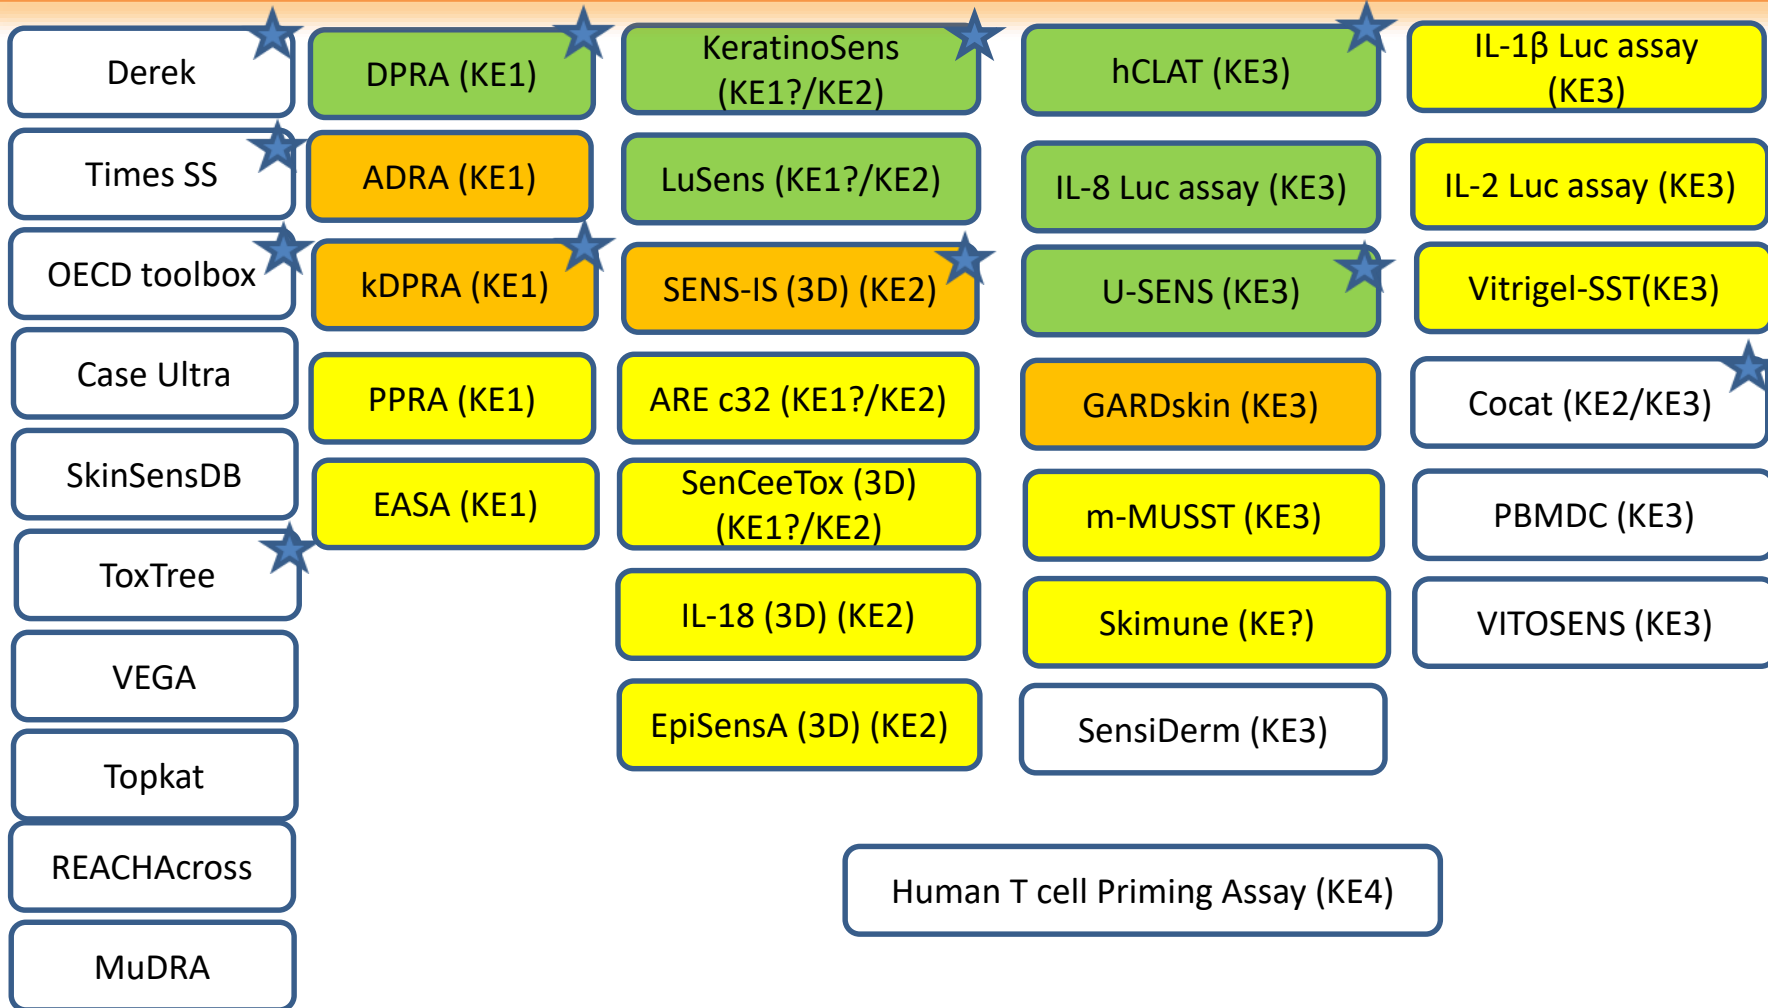 Derek
Times SS
OECD toolbox
Case Ultra
SkinSensDB
ToxTree
VEGA
Topkat
REACHAcross
MuDRA
DPRA (KE1)
ADRA (KE1)
kDPRA (KE1)
PPRA (KE1)
EASA (KE1)
KeratinoSens
(KE1?/KE2)
LuSens (KE1?/KE2)
SENS-IS (3D) (KE2)
ARE c32 (KE1?/KE2)
SenCeeTox (3D)
(KE1?/KE2)
IL-18 (3D) (KE2)
EpiSensA (3D) (KE2)
hCLAT (KE3)
IL-8 Luc assay (KE3)
U-SENS (KE3)
GARDskin (KE3)
m-MUSST (KE3)
Skimune (KE?)
SensiDerm (KE3)
IL-1β Luc assay
(KE3)
IL-2 Luc assay (KE3)
Vitrigel-SST(KE3)
Cocat (KE2/KE3)
PBMDC (KE3)
VITOSENS (KE3)
Human T cell Priming Assay (KE4)